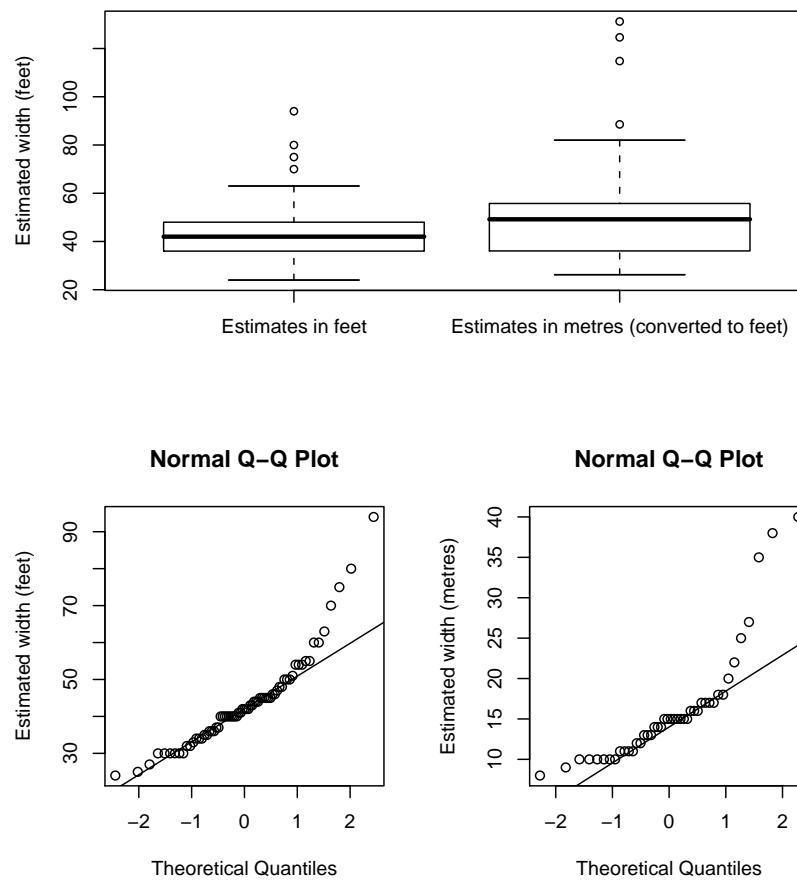 Estimated width (feet)
20 40 60 80 100
Estimates in feet
Estimates in metres (converted to feet)
Normal Q−Q Plot
Estimated width (feet)
30 50 70 90
−2 −1 0 1 2
Theoretical Quantiles
Normal Q−Q Plot
Estimated width (metres)
10 15 20 25 30 35 40
−2 −1 0 1 2
Theoretical Quantiles